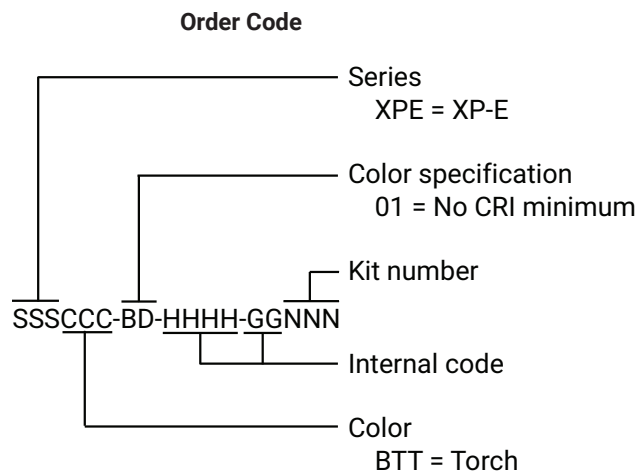 Order Code
Series
XPE = XP-E
Color specification
01 = No CRI minimum
Kit number
SSSCCC-BD-HHHH-GGNNN
Internal code
Color
BTT = Torch